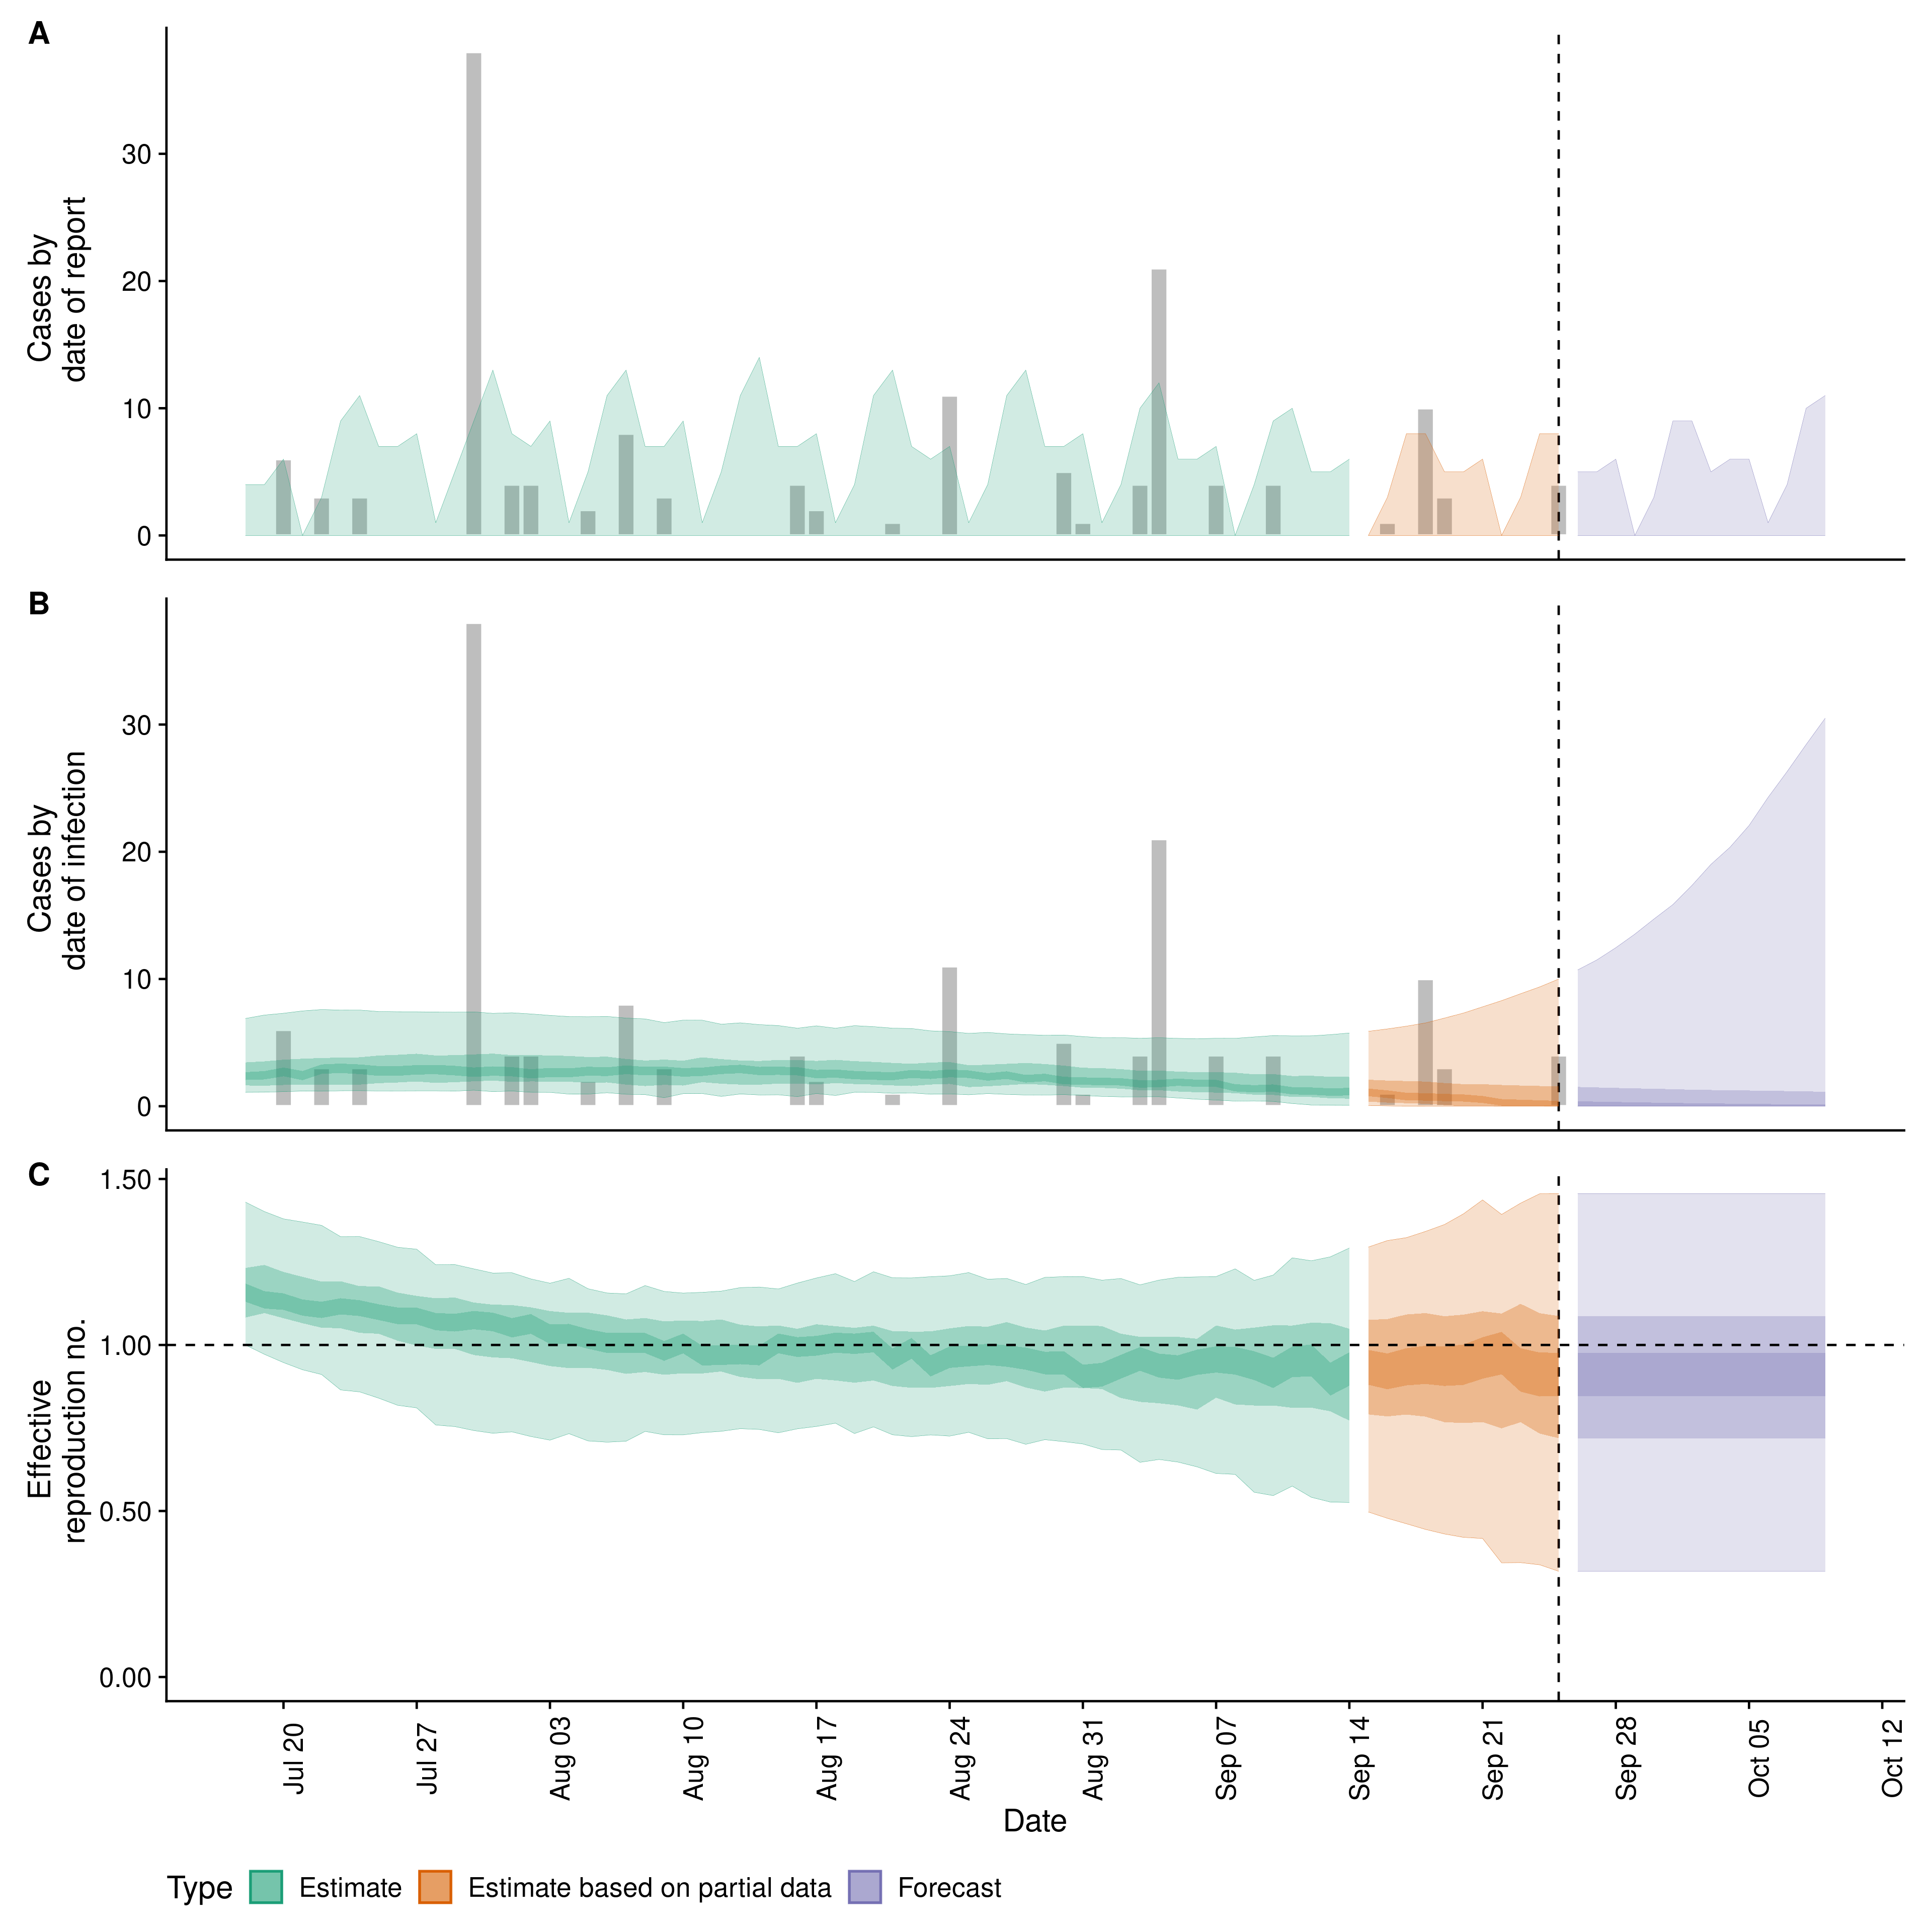 A
Cases by
date of report
30
20
10
0
B
Cases by
date of infection
30
20
10
0
C
Effective
reproduction no.
1.50
1.00
0.50
0.00
Jul 20
Jul 27
Aug 03
Aug 10
Aug 17
Aug 24
Aug 31
Sep 07
Sep 14
Sep 21
Sep 28
Oct 05
Oct 12
Date
Type Estimate Estimate based on partial data Forecast